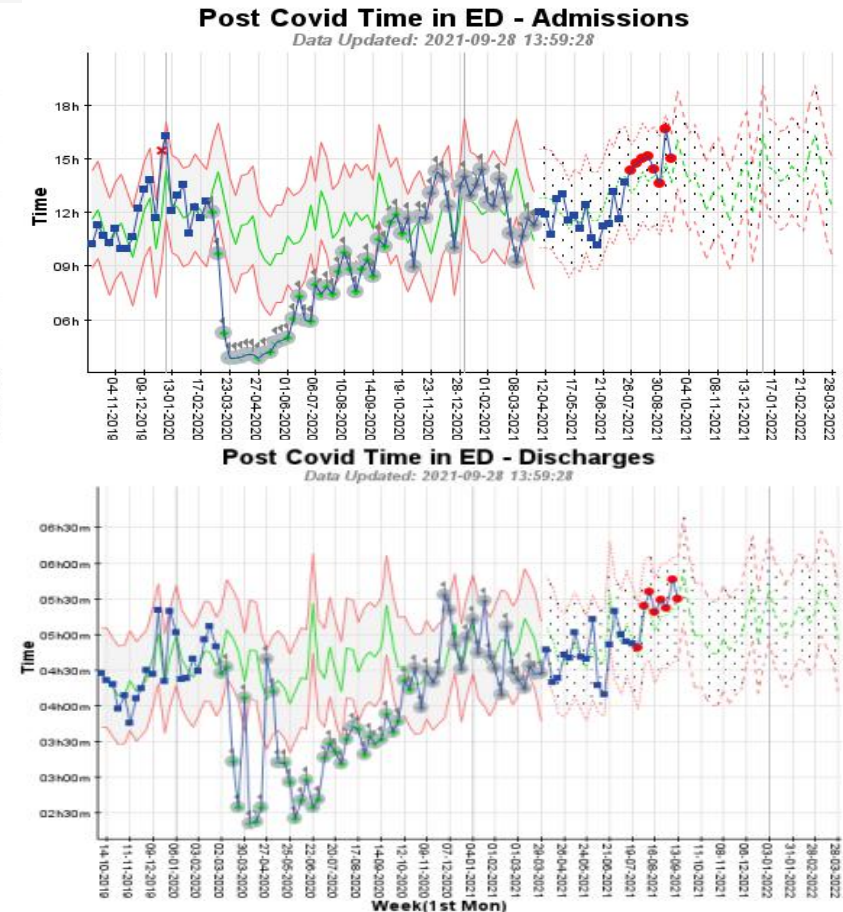 Post Covid Time in ED - Admissions
Data Updated: 2021-09-28 13:59:28
Time
18h
15h
12h
09h
06h
04-11-2019
09-12-2019
13-01-2020
17-02-2020
23-03-2020
27-04-2020
01-06-2020
06-07-2020
10-08-2020
14-09-2020
19-10-2020
23-11-2020
28-12-2020
01-02-2021
08-03-2021
12-04-2021
17-05-2021
21-06-2021
26-07-2021
30-08-2021
04-10-2021
08-11-2021
13-12-2021
17-01-2022
21-02-2022
28-03-2022
Post Covid Time in ED - Discharges
Data Updated: 2021-09-28 13:59:28
Time
06h30m
06h00m
05h30m
05h00m
04h30m
04h00m
03h30m
03h00m
02h30m
14-10-2019
11-11-2019
09-12-2019
06-01-2020
03-02-2020
02-03-2020
30-03-2020
27-04-2020
25-05-2020
22-06-2020
20-07-2020
17-08-2020
14-09-2020
12-10-2020
09-11-2020
07-12-2020
04-01-2021
01-02-2021
01-03-2021
29-03-2021
26-04-2021
24-05-2021
21-06-2021
19-07-2021
16-08-2021
13-09-2021
11-10-2021
08-11-2021
06-12-2021
03-01-2022
31-01-2022
28-02-2022
28-03-2022
Week(1st Mon)